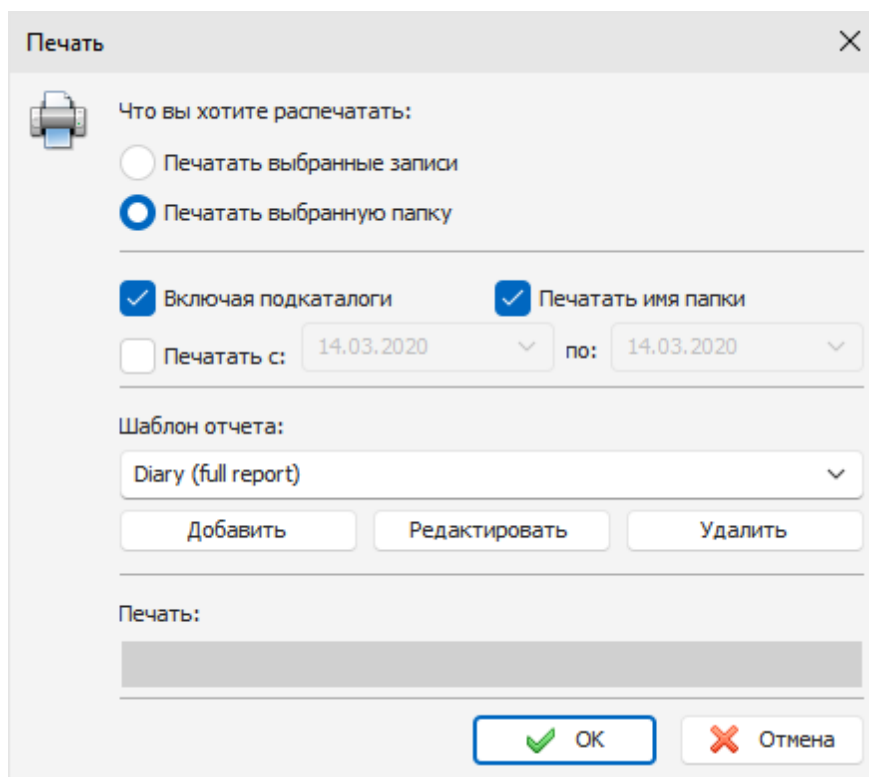 Печать
Что вы хотите распечатать:
Печатать выбранные записи
Печатать выбранную папку
Включая подкаталоги Печатать имя папки
Печатать с: 14.03.2020 по: 14.03.2020
Шаблон отчета:
Diary (full report)
Добавить Редактировать Удалить
Печать:
OK Отмена